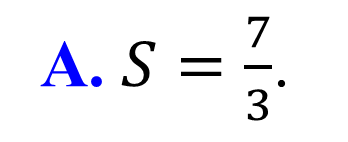 A. S = 7/3.